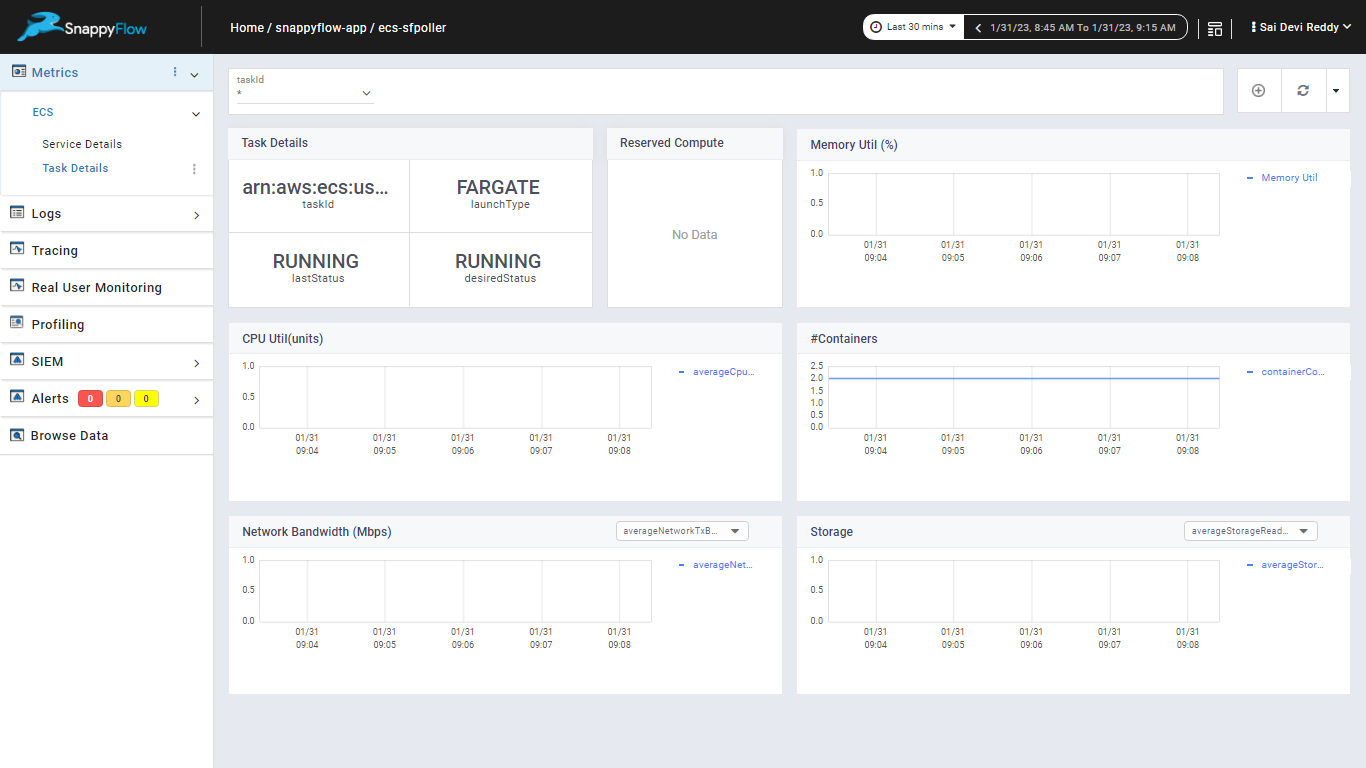 SnappyFlow
Home / snappyflow-app / ecs-sfpoller
Last 30 mins
1/31/23, 8:45 AM To 1/31/23, 9:15 AM
Sai Devi Reddy
Metrics
ECS
Service Details
Task Details
Logs
Tracing
Real User Monitoring
Profiling
SIEM
Alerts 0 0 0
Browse Data
taskId
*
Task Details
arn:aws:ecs:us...
taskId
FARGATE
launchType
RUNNING
lastStatus
RUNNING
desiredStatus
Reserved Compute
No Data
Memory Util (%)
1.0
0.5
0.0
01/31 01/31 01/31 01/31 01/31
09:04 09:05 09:06 09:07 09:08
Memory Util
CPU Util(units)
1.0
0.5
0.0
01/31 01/31 01/31 01/31 01/31
09:04 09:05 09:06 09:07 09:08
averageCpu...
#Containers
2.5
2.0
1.5
1.0
0.5
0.0
01/31 01/31 01/31 01/31 01/31
09:04 09:05 09:06 09:07 09:08
containerCo...
Network Bandwidth (Mbps)
averageNetworkTxB...
1.0
0.5
0.0
01/31 01/31 01/31 01/31 01/31
09:04 09:05 09:06 09:07 09:08
averageNet...
Storage
averageStorageRead...
1.0
0.5
0.0
01/31 01/31 01/31 01/31 01/31
09:04 09:05 09:06 09:07 09:08
averageStor...